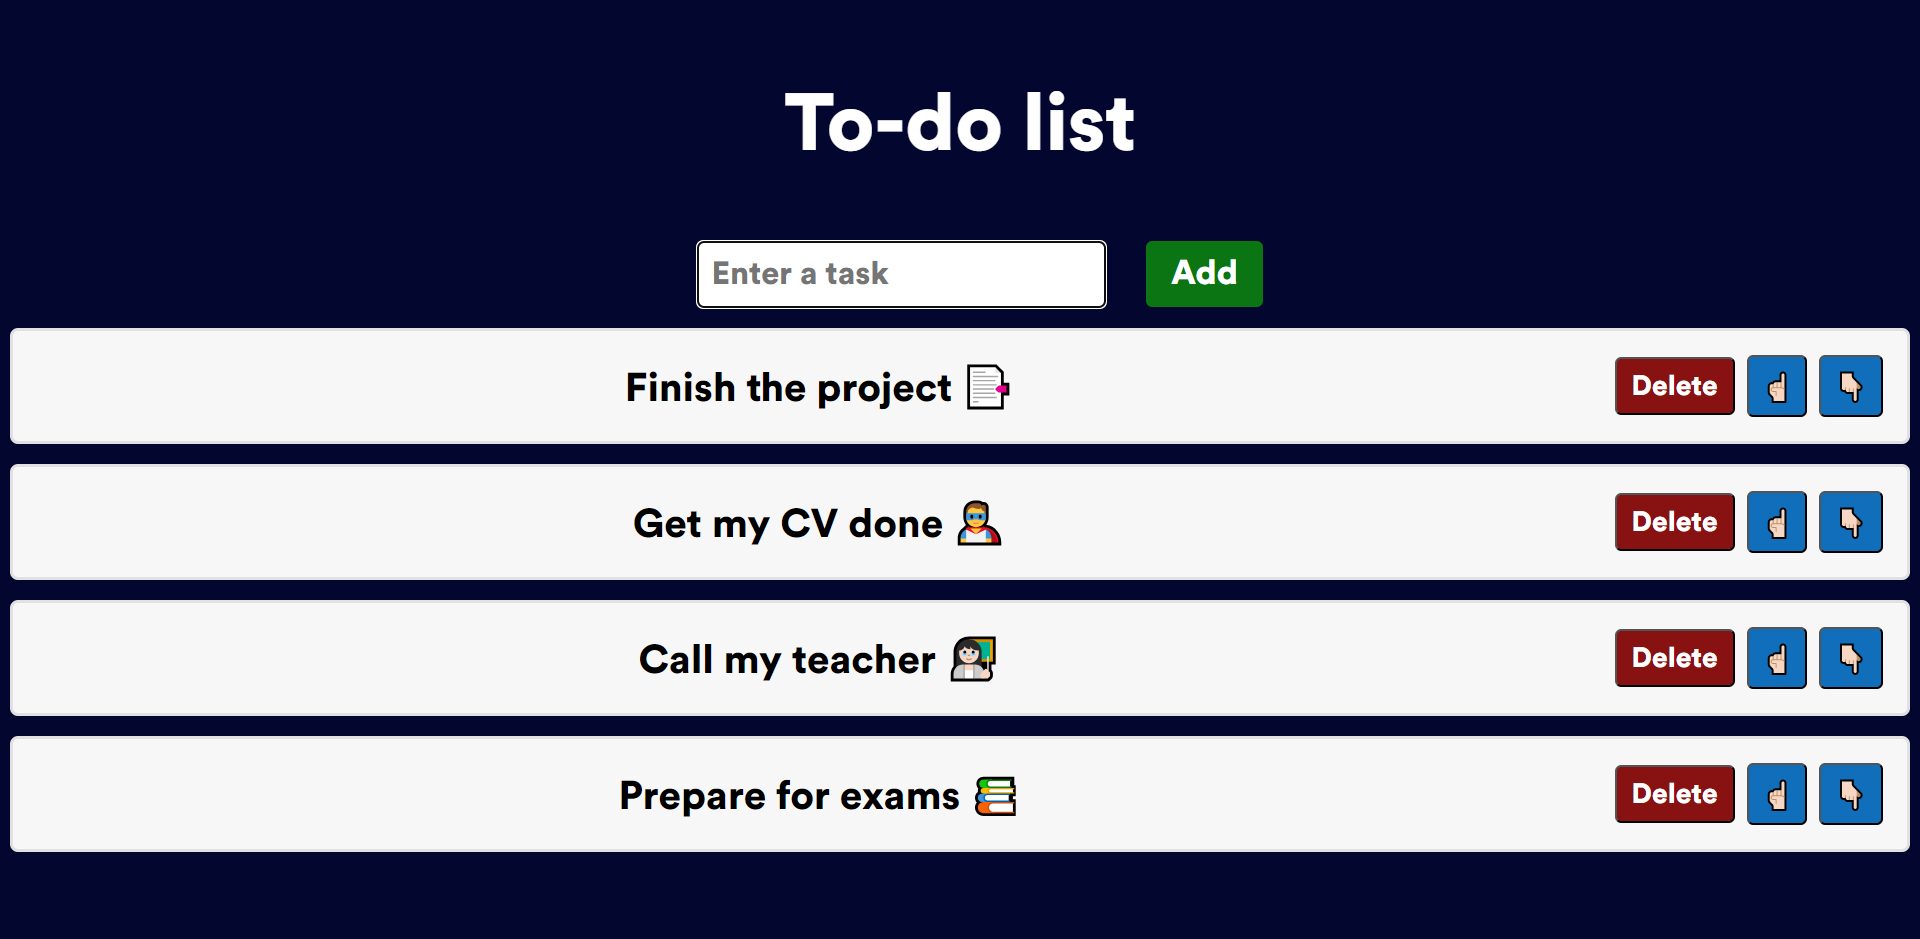 To-do list
Enter a task Add
Finish the project 📑 Delete ☝🏻 👇🏻
Get my CV done 🦸‍♂️ Delete ☝🏻 👇🏻
Call my teacher 👩🏻‍🏫 Delete ☝🏻 👇🏻
Prepare for exams 📚 Delete ☝🏻 👇🏻